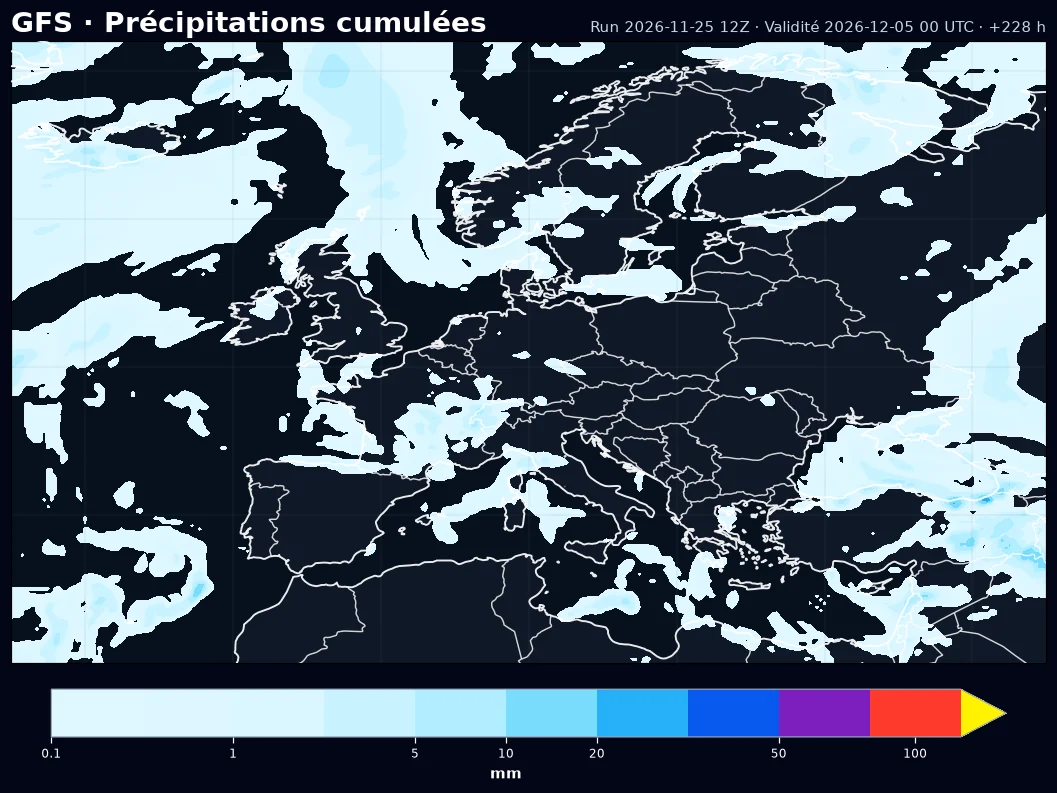 GFS · Précipitations cumulées
Run 2026-11-25 12Z · Validité 2026-12-05 00 UTC · +228 h
0.1 1 5 10 20 50 100
mm